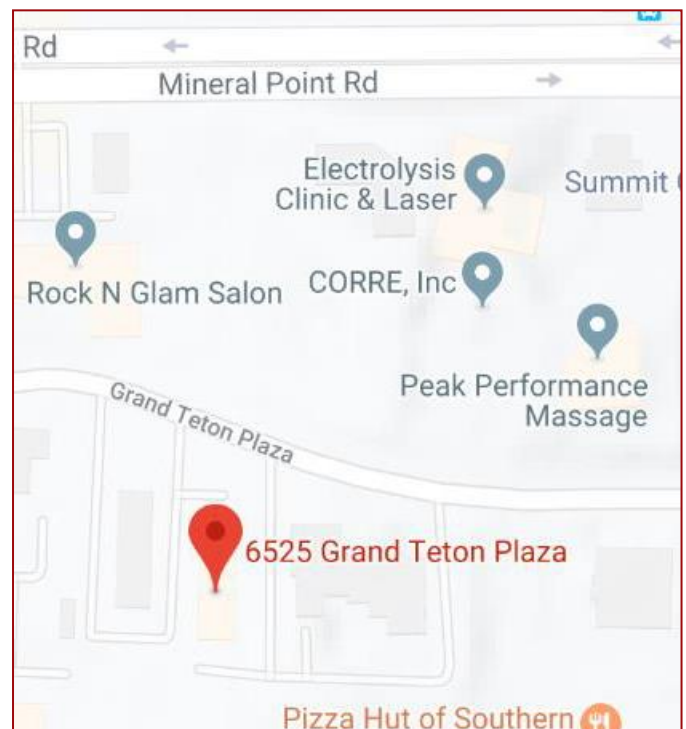 Rd
Mineral Point Rd
Electrolysis
Clinic & Laser
Summit
Rock N Glam Salon
CORRE, Inc
Peak Performance
Massage
Grand Teton Plaza
6525 Grand Teton Plaza
Pizza Hut of Southern